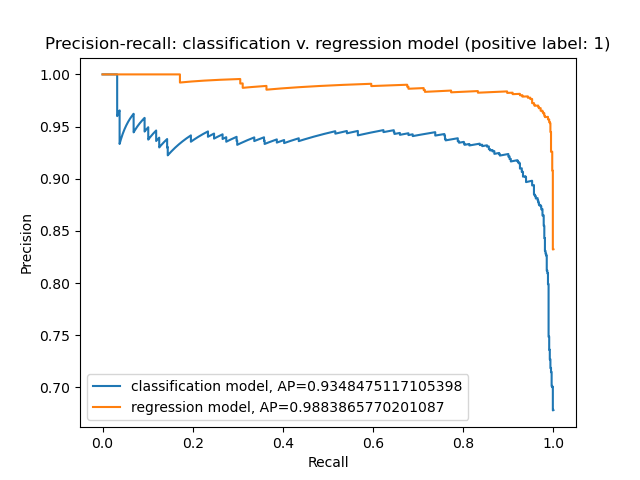 Precision-recall: classification v. regression model (positive label: 1)
1.00
0.95
0.90
0.85
0.80
0.75
0.70
Precision
classification model, AP=0.9348475117105398
regression model, AP=0.9883865770201087
0.0 0.2 0.4 0.6 0.8 1.0
Recall